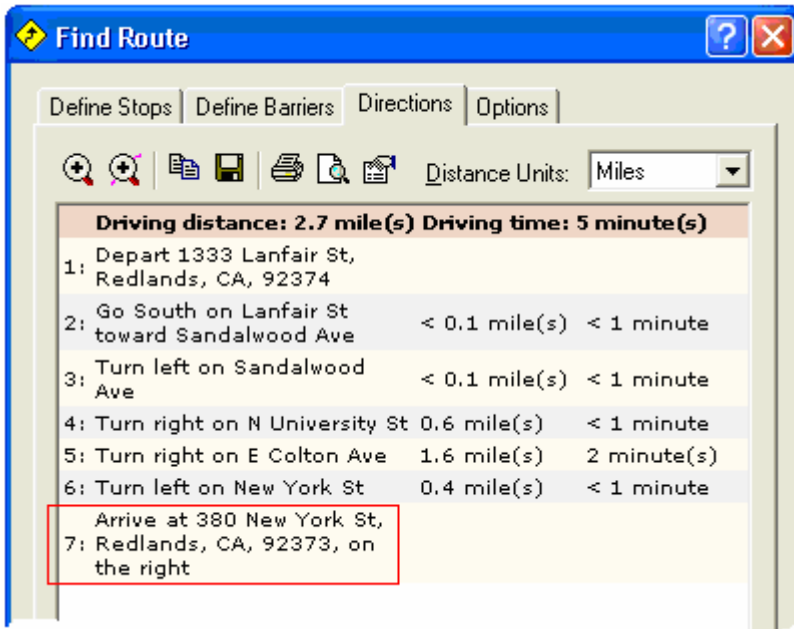 Find Route
Define Stops Define Barriers Directions Options
Distance Units: Miles
Driving distance: 2.7 mile(s) Driving time: 5 minute(s)
1: Depart 1333 Lanfair St,
Redlands, CA, 92374
2: Go South on Lanfair St
toward Sandalwood Ave < 0.1 mile(s) < 1 minute
3: Turn left on Sandalwood
Ave < 0.1 mile(s) < 1 minute
4: Turn right on N University St 0.6 mile(s) < 1 minute
5: Turn right on E Colton Ave 1.6 mile(s) 2 minute(s)
6: Turn left on New York St 0.4 mile(s) < 1 minute
7: Arrive at 380 New York St,
Redlands, CA, 92373, on
the right